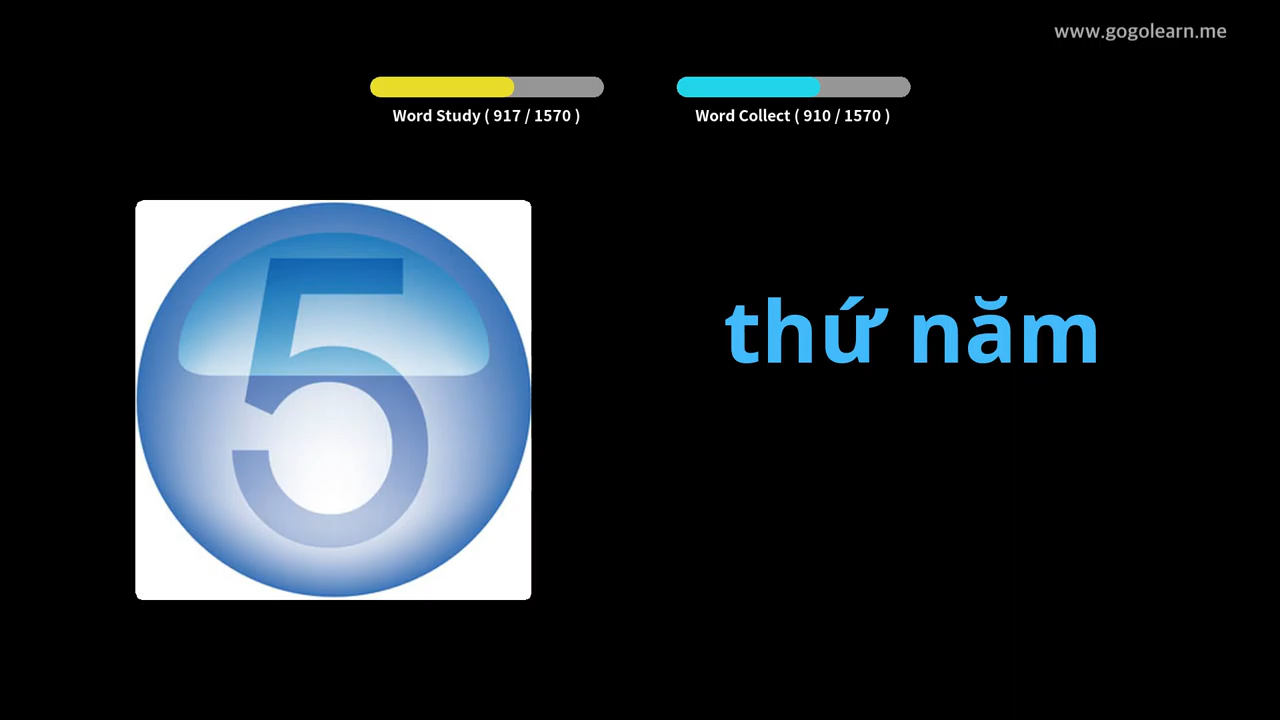 www.gogolearn.me
Word Study ( 917 / 1570 )
Word Collect ( 910 / 1570 )
5
thứ năm